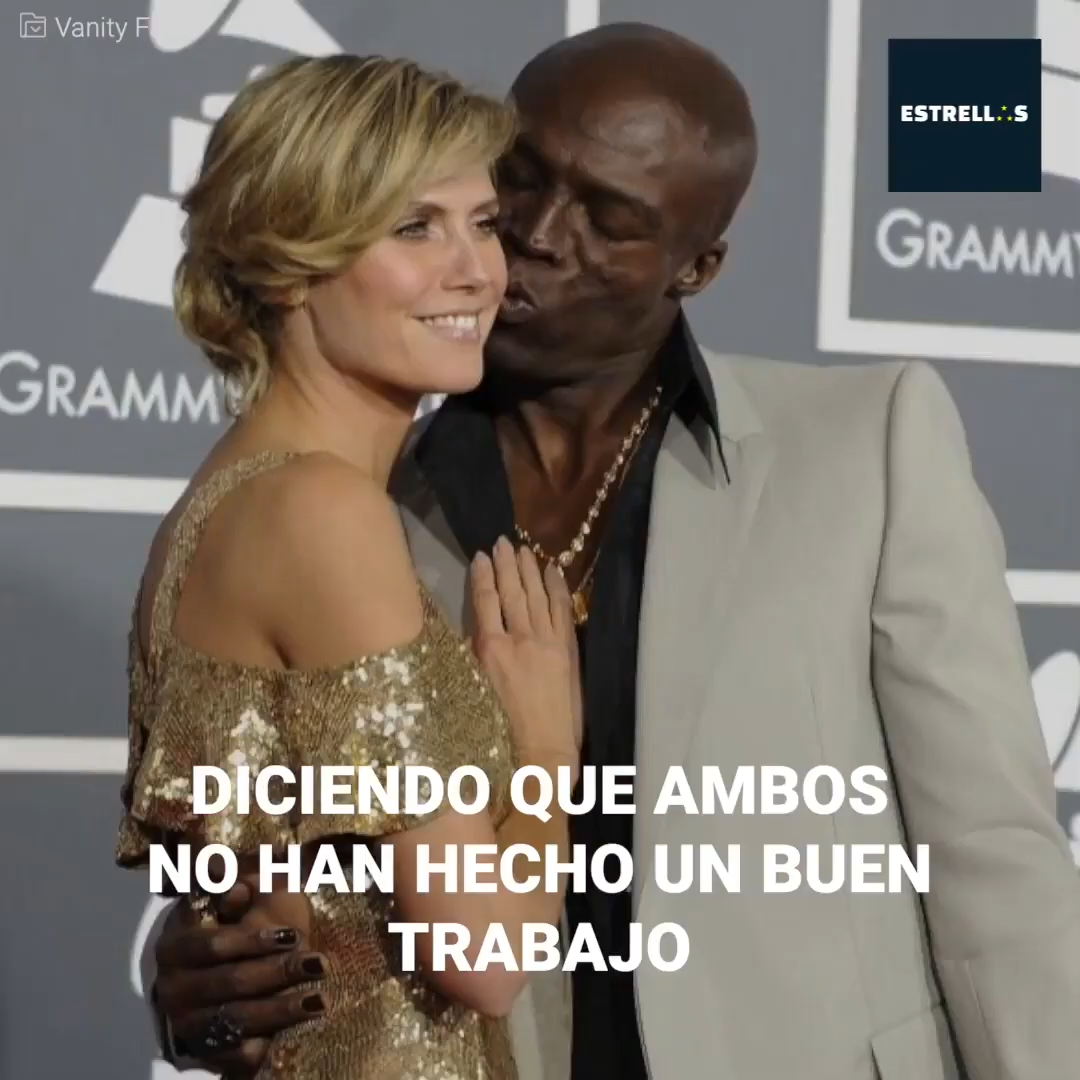 Vanity F
ESTRELLAS
GRAMMY
GRAMMY
DICIENDO QUE AMBOS
NO HAN HECHO UN BUEN
TRABAJO